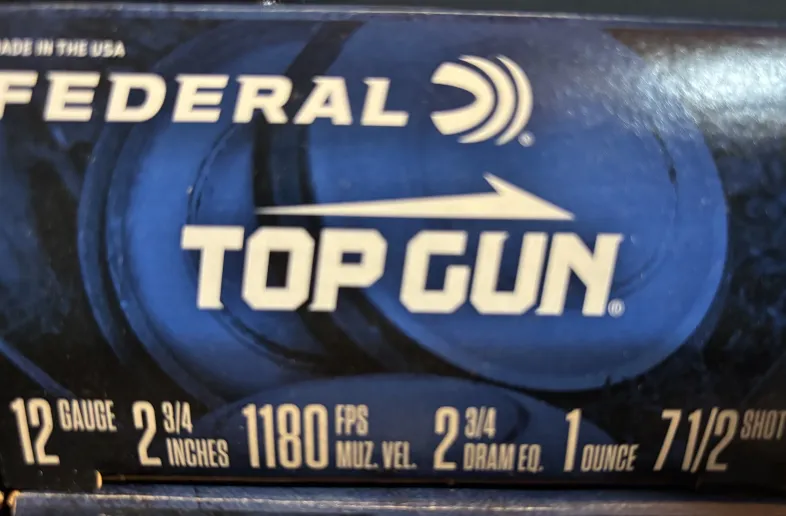 MADE IN THE USA
FEDERAL ®
TOP GUN®
12 GAUGE 2 3/4 INCHES 1180 FPS MUZ. VEL. 2 3/4 DRAM EQ. 1 OUNCE 7 1/2 SHOT